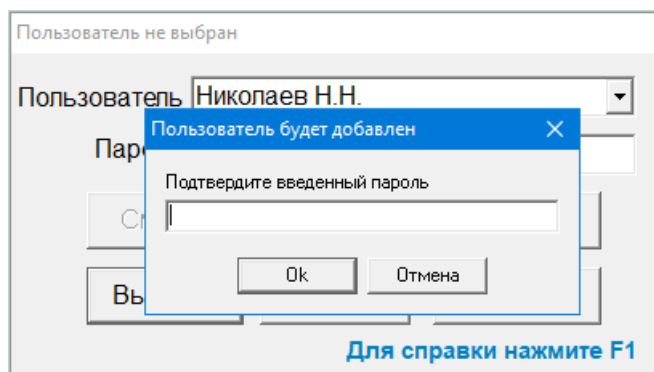 Пользователь не выбран
Пользователь Николаев Н.Н.
Пользователь будет добавлен
Подтвердите введенный пароль
Ok Отмена
Для справки нажмите F1